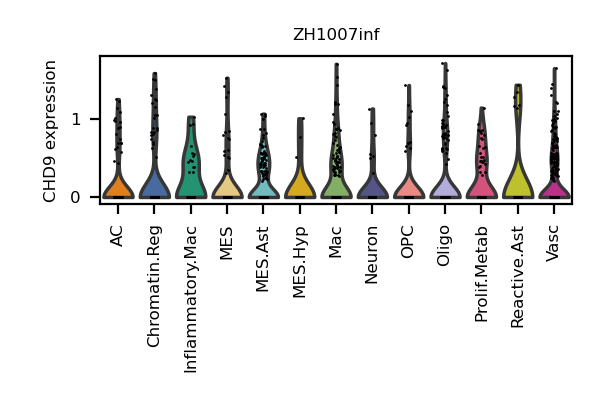 ZH1007inf
CHD9 expression
1
0
AC
Chromatin.Reg
Inflammatory.Mac
MES
MES.Ast
MES.Hyp
Mac
Neuron
OPC
Oligo
Prolif.Metab
Reactive.Ast
Vasc